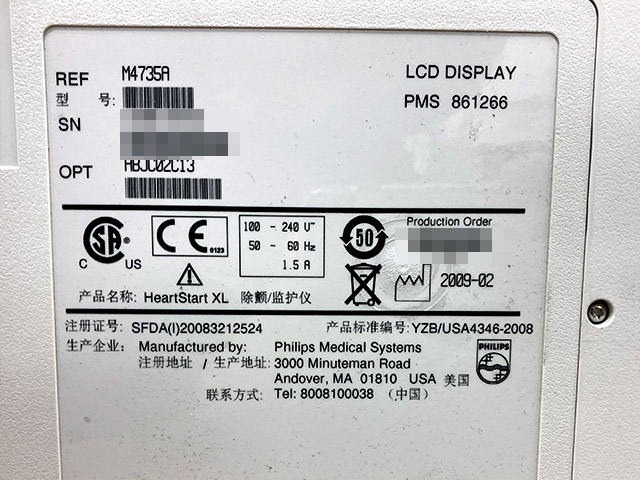 REF M4735A LCD DISPLAY
型 号: PMS 861266
SN
OPT ABJC02C13
SA
C US
CE 0123
100 - 240 V~
50 - 60 Hz
1.5 A
50
Production Order
2009-02
产品名称: HeartStart XL 除颤/监护仪
注册证号: SFDA(I)20083212524 产品标准编号: YZB/USA4346-2008
生产企业: Manufactured by: Philips Medical Systems PHILIPS
注册地址 / 生产地址: 3000 Minuteman Road
Andover, MA 01810 USA 美国
联系方式: Tel: 8008100038 (中国)